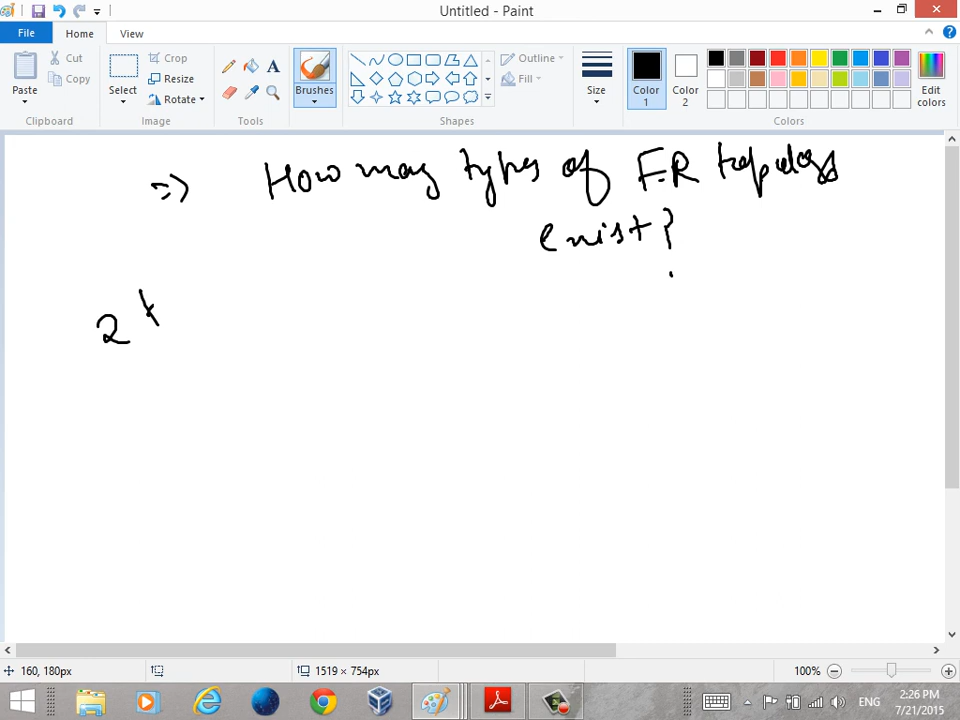 Untitled - Paint
File
Home
View
Paste
Cut
Copy
Clipboard
Select
Crop
Resize
Rotate
Image
Tools
Brushes
Shapes
Outline
Fill
Size
Color 1
Color 2
Colors
Edit colors
=> How many types of F.R
exist?
2 t
160, 180px
1519 × 754px
100%
ENG
2:26 PM
7/21/2015